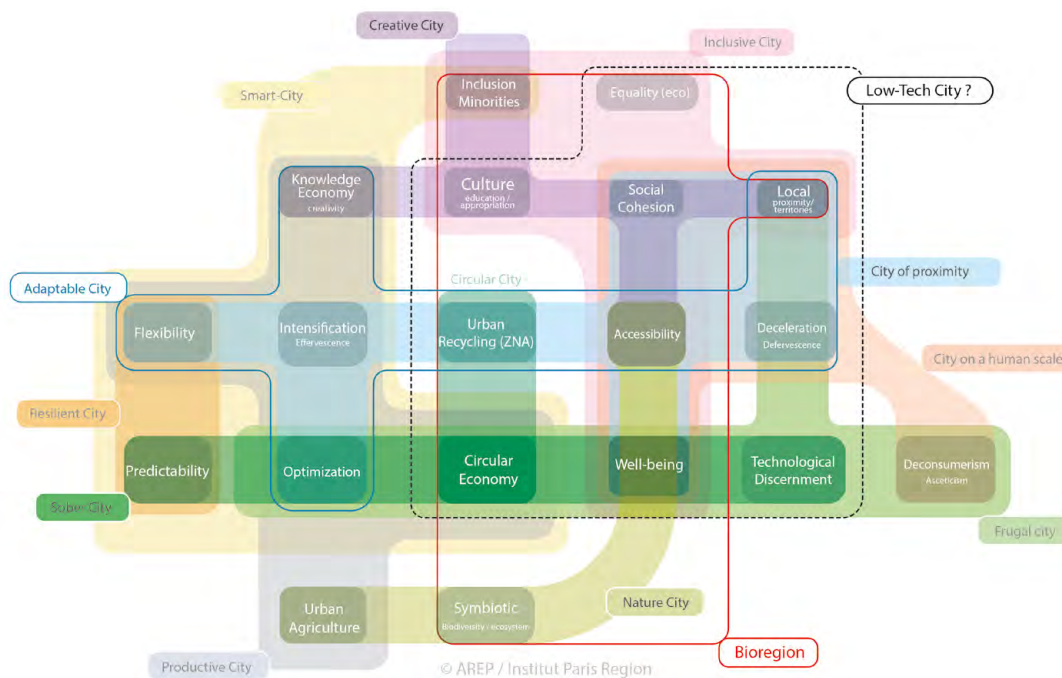 Creative City
Inclusive City
Smart-City
Inclusion
Minorities
Equality (eco)
Low-Tech City ?
Knowledge
Economy
creativity
Culture
education /
appropriation
Social
Cohesion
Local
proximity/
territories
Adaptable City
Circular City
City of proximity
Flexibility
Intensification
Effervescence
Urban
Recycling (ZNA)
Accessibility
Deceleration
Defervescence
City on a human scale
Resilient City
Predictability
Optimization
Circular
Economy
Well-being
Technological
Discernment
Deconsumerism
Asceticism
City
Frugal city
Urban
Agriculture
Symbiotic
Biodiversity / ecosystem
Nature City
Bioregion
Productive City
© AREP / Institut Paris Region